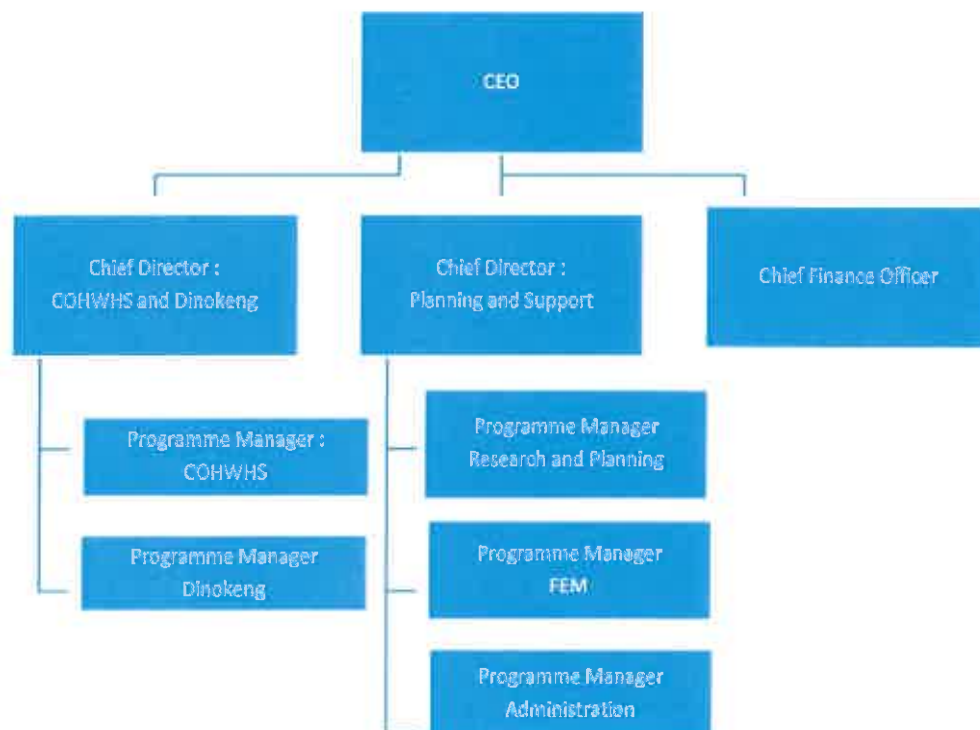 CEO
Chief Director :
COHWHS and Dinokeng
Chief Director :
Planning and Support
Chief Finance Officer
Programme Manager :
COHWHS
Programme Manager
Dinokeng
Programme Manager
Research and Planning
Programme Manager
FEM
Programme Manager
Administration